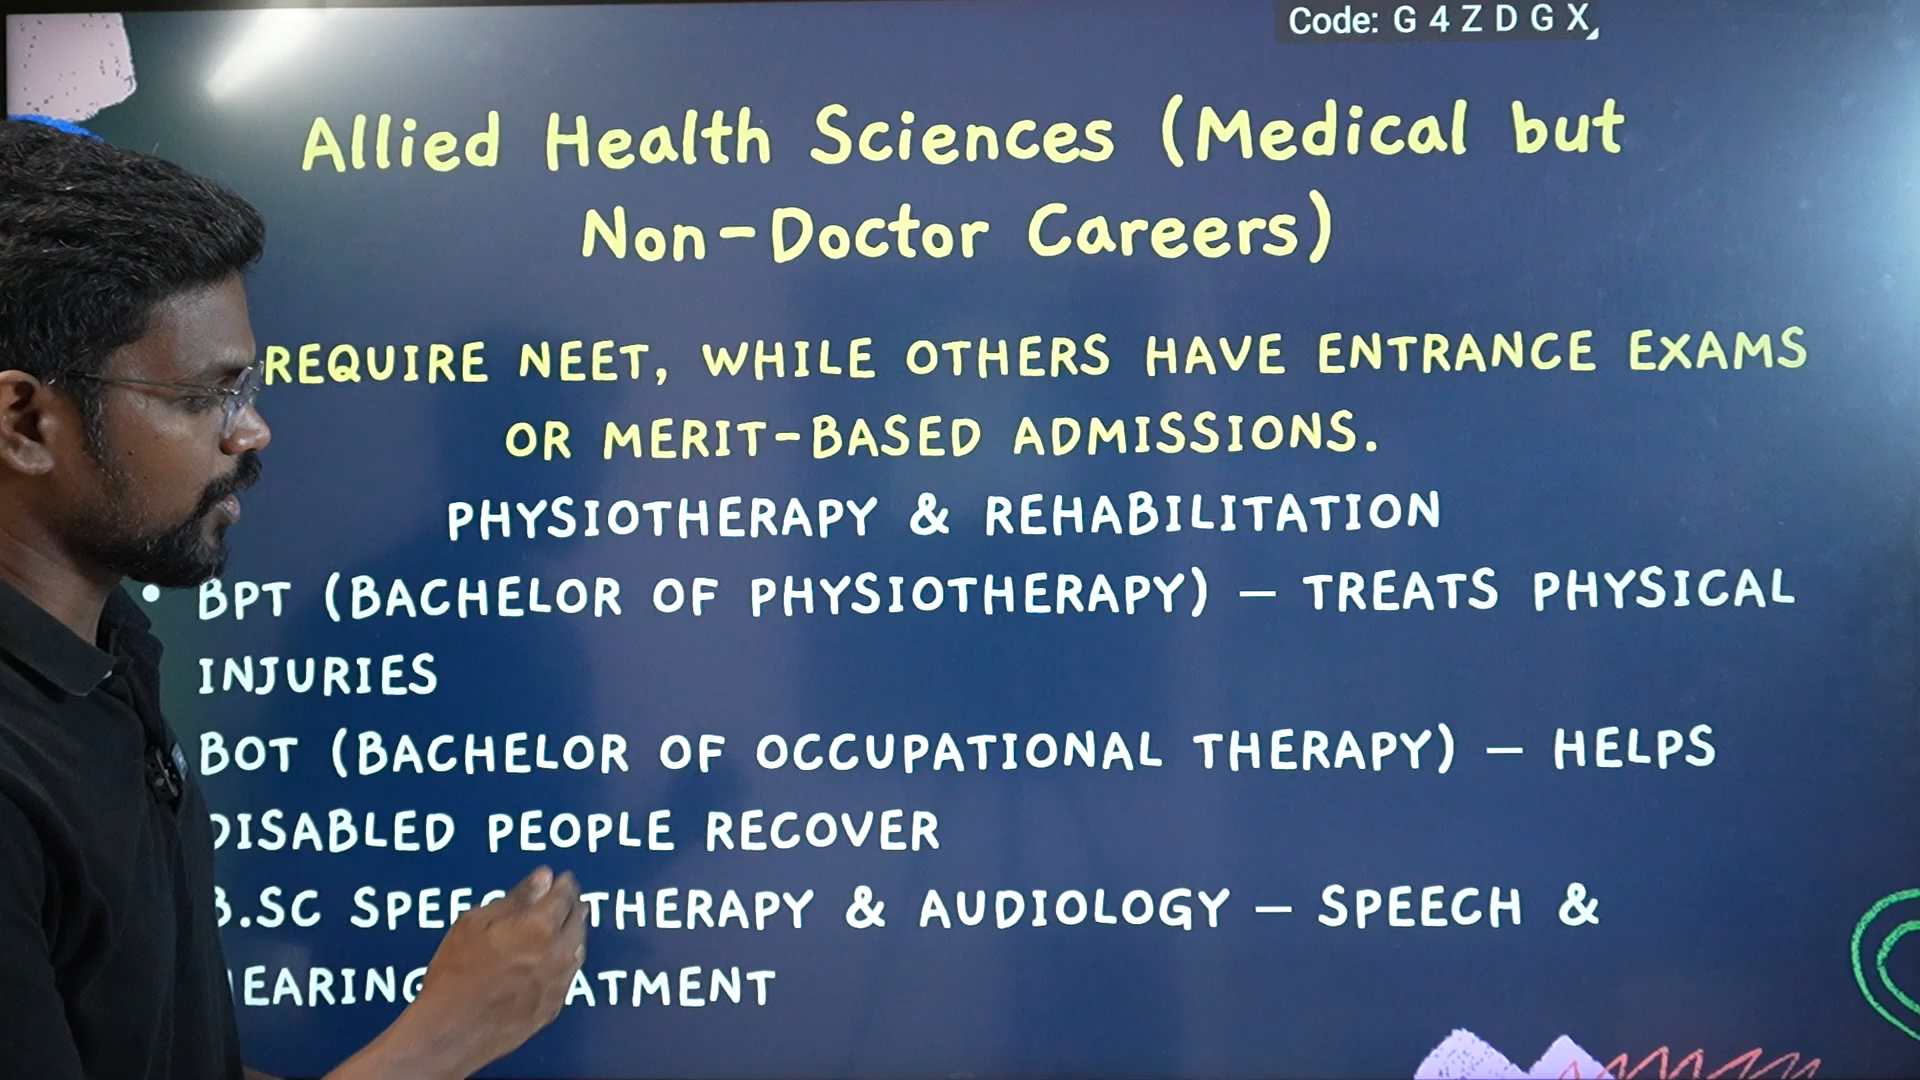 Code: G 4 Z D G X
Allied Health Sciences (Medical but
Non-Doctor Careers)
REQUIRE NEET, WHILE OTHERS HAVE ENTRANCE EXAMS
OR MERIT-BASED ADMISSIONS.
PHYSIOTHERAPY & REHABILITATION
• BPT (BACHELOR OF PHYSIOTHERAPY) – TREATS PHYSICAL
INJURIES
BOT (BACHELOR OF OCCUPATIONAL THERAPY) – HELPS
DISABLED PEOPLE RECOVER
B.SC THERAPY & AUDIOLOGY – SPEECH &